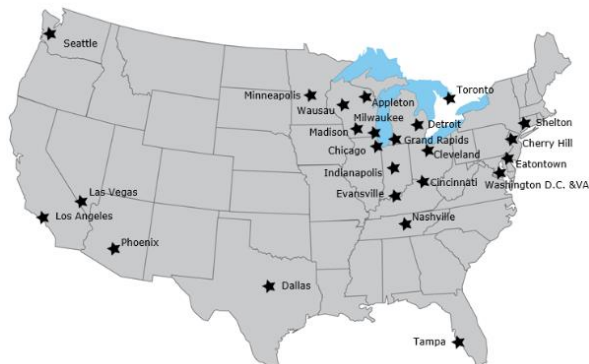 Seattle
Minneapolis
Toronto
Wausau
Appleton
Milwaukee
Madison
Detroit
Shelton
Grand Rapids
Chicago
Cleveland
Cherry Hill
Eatontown
Indianapolis
Cincinnati
Washington D.C. &VA
Evansville
Las Vegas
Los Angeles
Nashville
Phoenix
Dallas
Tampa